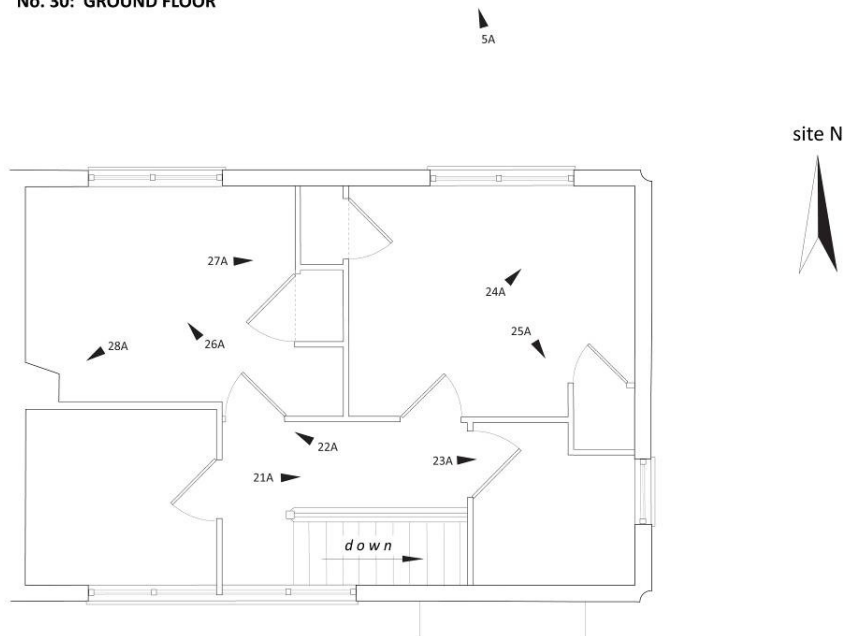 No. 30: GROUND FLOOR
5A
site N
27A
24A
25A
26A
28A
22A
23A
21A
down